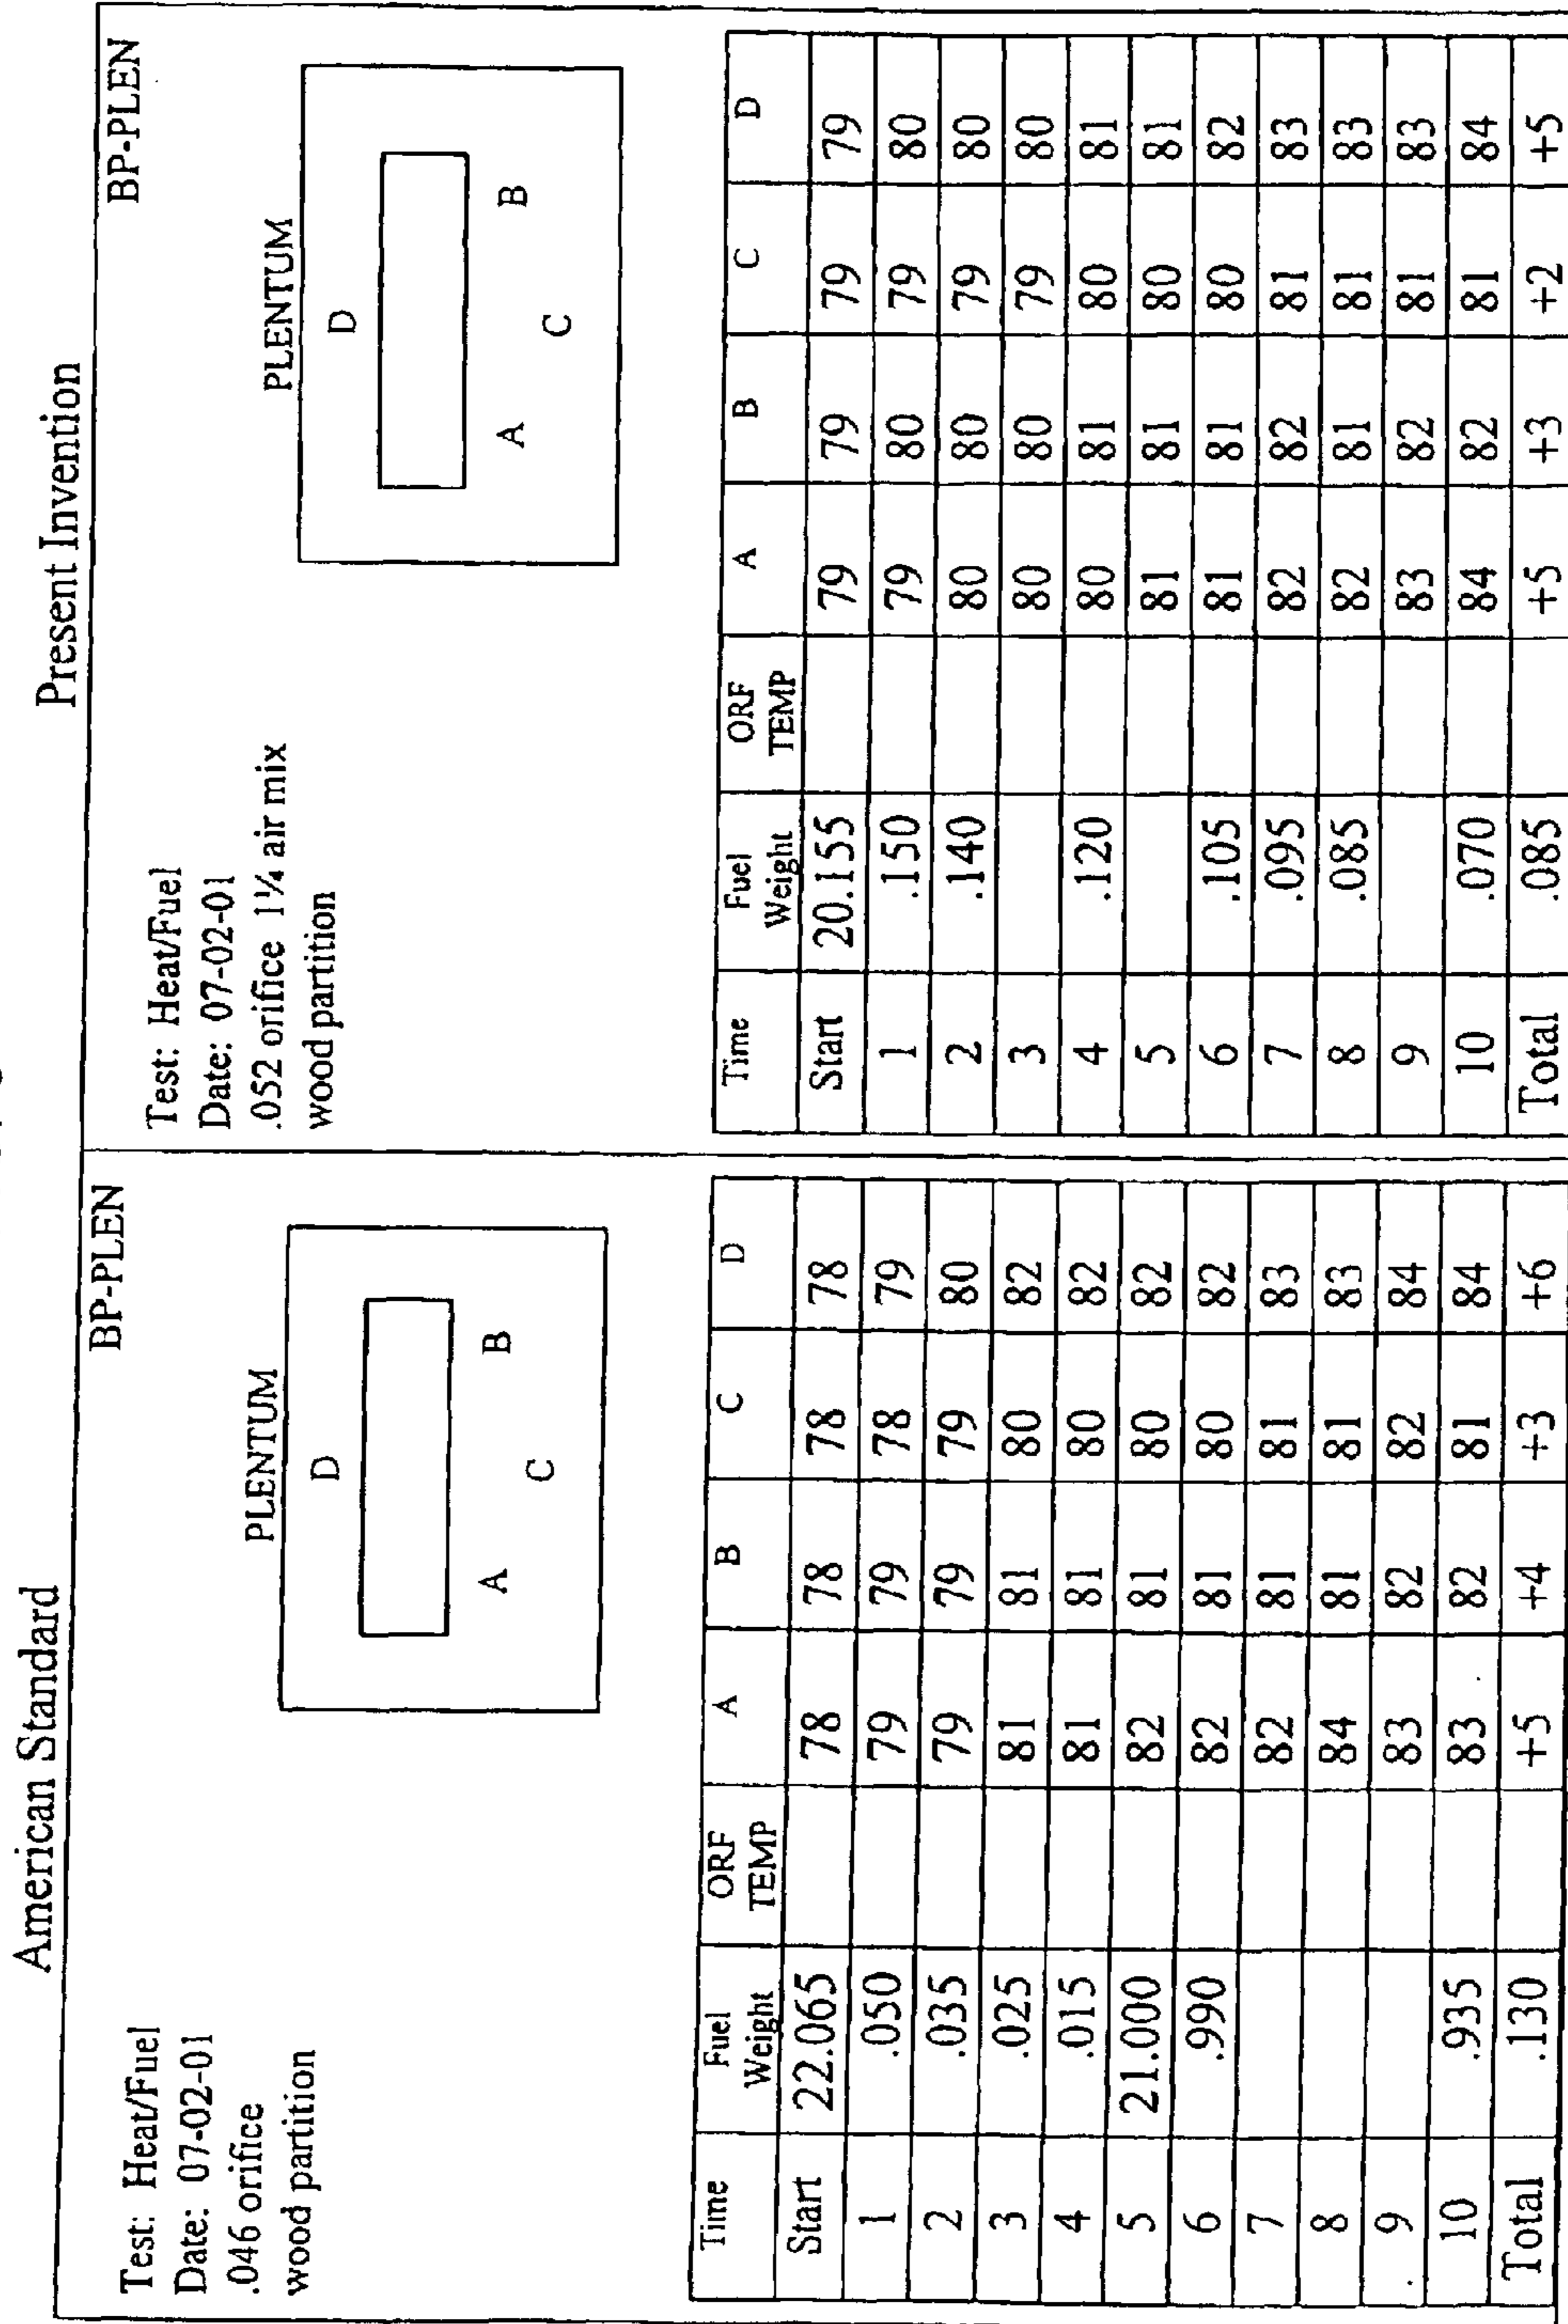 American Standard
BP-PLEN
Test: Heat/Fuel
Date: 07-02-01
.046 orifice
wood partition
PLENTUM
D
A B
C
Time Fuel Weight ORF TEMP A B C D
Start 22.065 78 78 78 78
1 .050 79 79 78 79
2 .035 79 79 79 80
3 .025 81 81 80 82
4 .015 81 81 80 82
5 21.000 82 81 80 82
6 .990 82 81 80 82
7 82 81 81 83
8 84 81 81 83
9 83 82 82 84
10 .935 83 82 81 84
Total .130 +5 +4 +3 +6
Present Invention
BP-PLEN
Test: Heat/Fuel
Date: 07-02-01
.052 orifice 1¼ air mix
wood partition
PLENTUM
D
A B
C
Time Fuel Weight ORF TEMP A B C D
Start 20.155 79 79 79 79
1 .150 79 80 79 80
2 .140 80 80 79 80
3 80 80 79 80
4 .120 80 81 80 81
5 81 81 80 81
6 .105 81 81 80 82
7 .095 82 82 81 83
8 .085 82 81 81 83
9 83 82 81 83
10 .070 84 82 81 84
Total .085 +5 +3 +2 +5